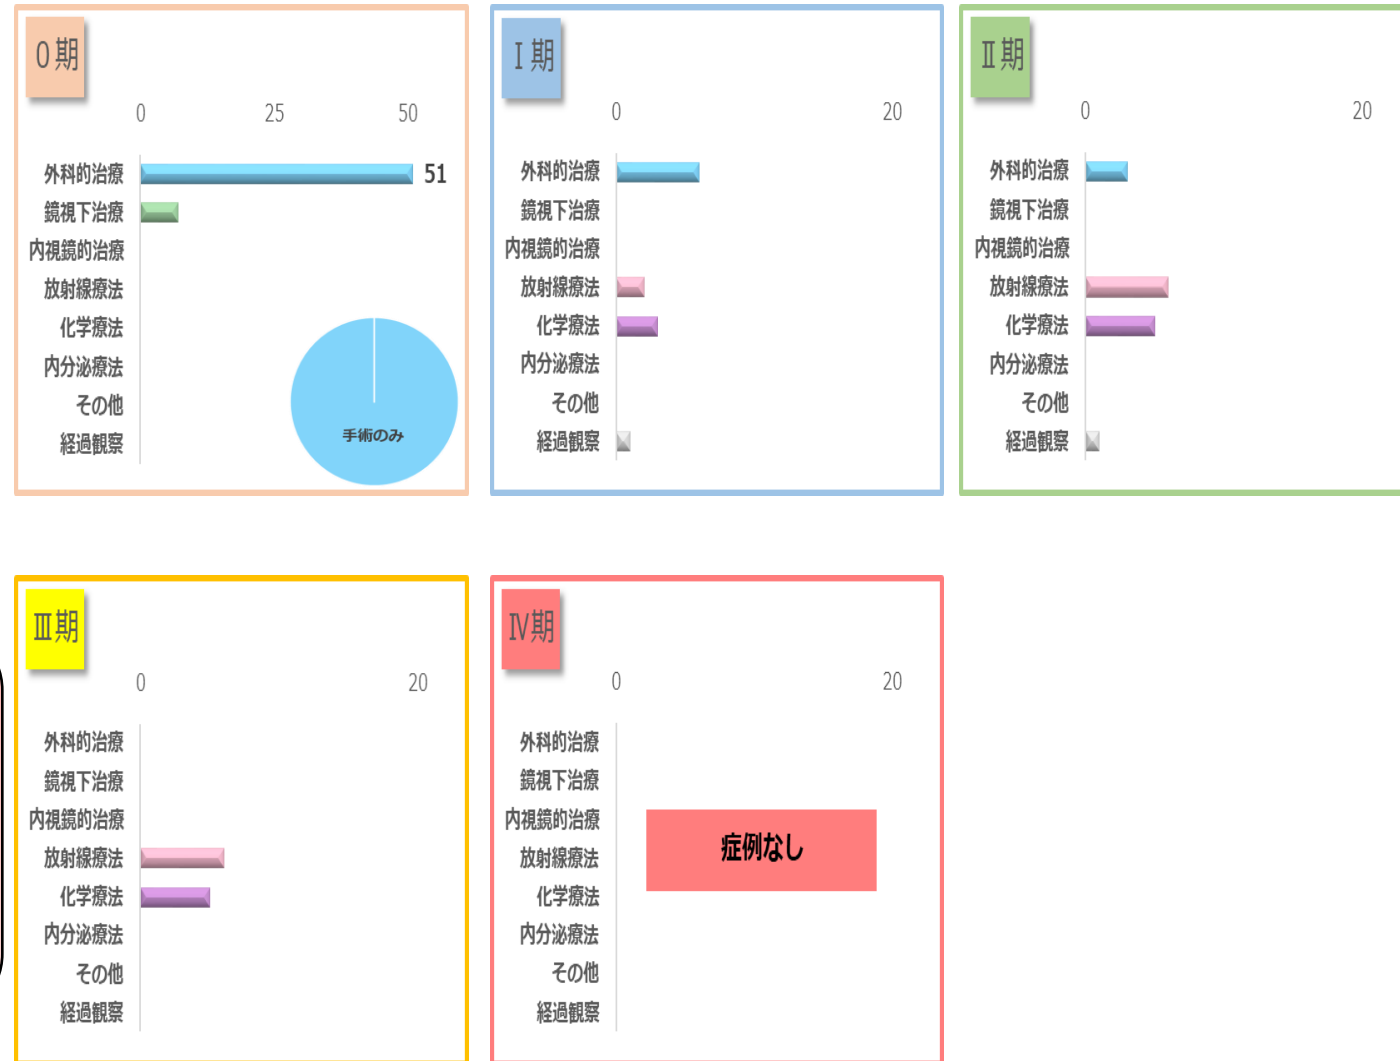 0期
0 25 50
外科的治療 51
鏡視下治療
内視鏡的治療
放射線療法
化学療法
内分泌療法
その他
経過観察
手術のみ
Ⅰ期
0 20
外科的治療
鏡視下治療
内視鏡的治療
放射線療法
化学療法
内分泌療法
その他
経過観察
Ⅱ期
0 20
外科的治療
鏡視下治療
内視鏡的治療
放射線療法
化学療法
内分泌療法
その他
経過観察
Ⅲ期
0 20
外科的治療
鏡視下治療
内視鏡的治療
放射線療法
化学療法
内分泌療法
その他
経過観察
Ⅳ期
0 20
外科的治療
鏡視下治療
内視鏡的治療
放射線療法
化学療法
内分泌療法
その他
経過観察
症例なし